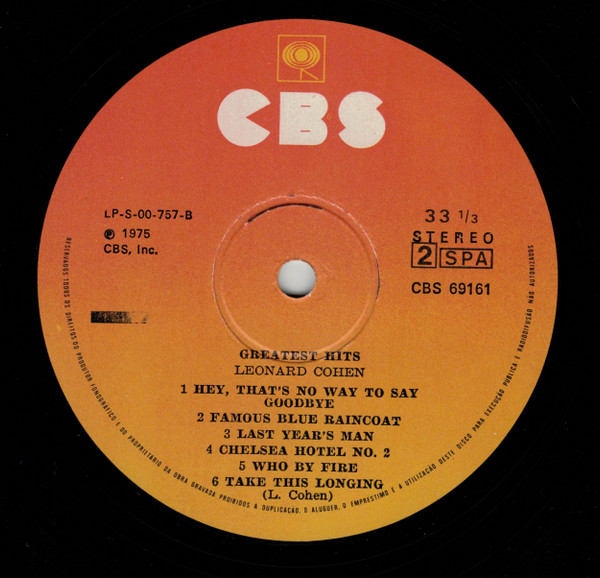 CBS
LP-S-00-757-B
℗ 1975
CBS, Inc.
33 1/3
STEREO
2 SPA
CBS 69161
GREATEST HITS
LEONARD COHEN
1 HEY, THAT'S NO WAY TO SAY
GOODBYE
2 FAMOUS BLUE RAINCOAT
3 LAST YEAR'S MAN
4 CHELSEA HOTEL NO. 2
5 WHO BY FIRE
6 TAKE THIS LONGING
(L. Cohen)
RESERVADOS TODOS OS DIREITOS DO PRODUTOR FONOGRÁFICO E DO PROPRIETÁRIO DA OBRA GRAVADA PROIBIDOS A DUPLICAÇÃO, O ALUGUER, O EMPRÉSTIMO E A UTILIZAÇÃO DESTE DISCO PARA EXECUÇÃO PÚBLICA E RADIODIFUSÃO NÃO AUTORIZADOS